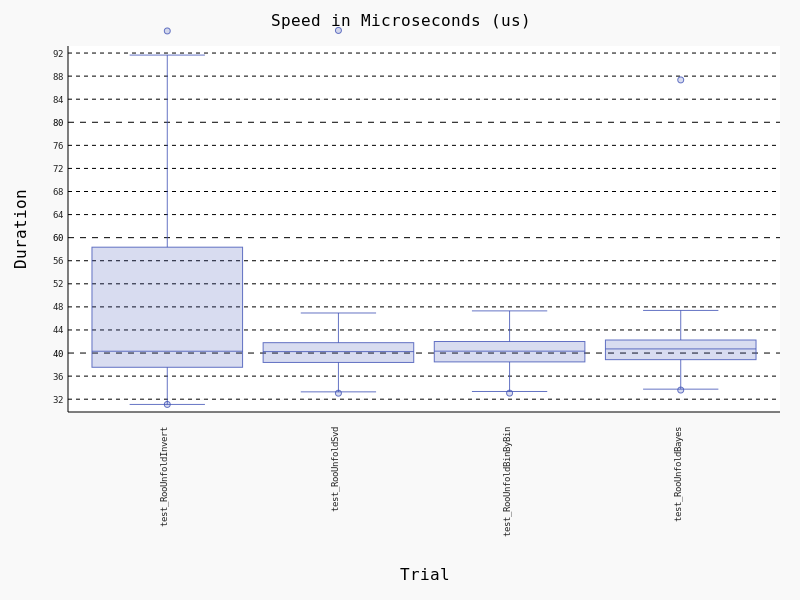 Speed in Microseconds (us)
92
88
84
80
76
72
68
64
60
56
52
48
44
40
36
32
Duration
test_RooUnfoldInvert
test_RooUnfoldSvd
test_RooUnfoldBinByBin
test_RooUnfoldBayes
Trial